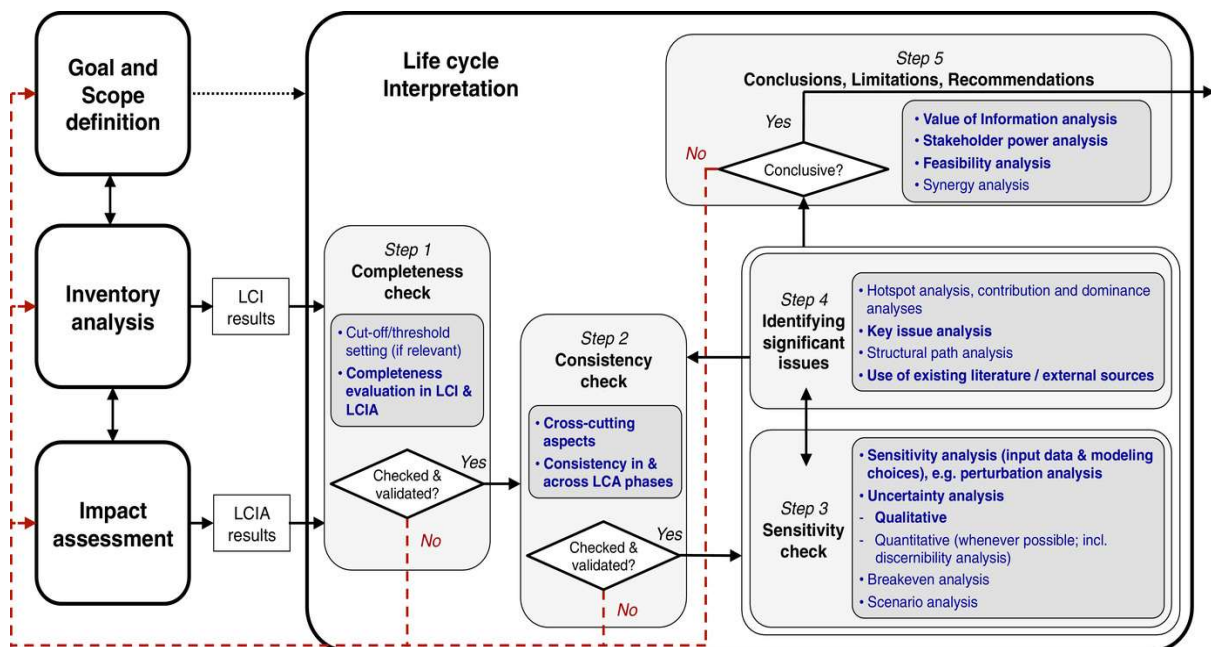 Goal and
Scope
definition
Inventory
analysis
Impact
assessment
LCI
results
LCIA
results
Life cycle
Interpretation
Step 1
Completeness
check
• Cut-off/threshold
setting (if relevant)
• Completeness
evaluation in LCI &
LCIA
Checked &
validated?
Yes
No
Step 2
Consistency
check
• Cross-cutting
aspects
• Consistency in &
across LCA phases
Checked &
validated?
Yes
No
Step 3
Sensitivity
check
• Sensitivity analysis (input data & modeling
choices), e.g. perturbation analysis
• Uncertainty analysis
- Qualitative
- Quantitative (whenever possible; incl.
discernibility analysis)
• Breakeven analysis
• Scenario analysis
Step 4
Identifying
significant
issues
• Hotspot analysis, contribution and dominance
analyses
• Key issue analysis
• Structural path analysis
• Use of existing literature / external sources
Step 5
Conclusions, Limitations, Recommendations
Yes
No
Conclusive?
• Value of Information analysis
• Stakeholder power analysis
• Feasibility analysis
• Synergy analysis